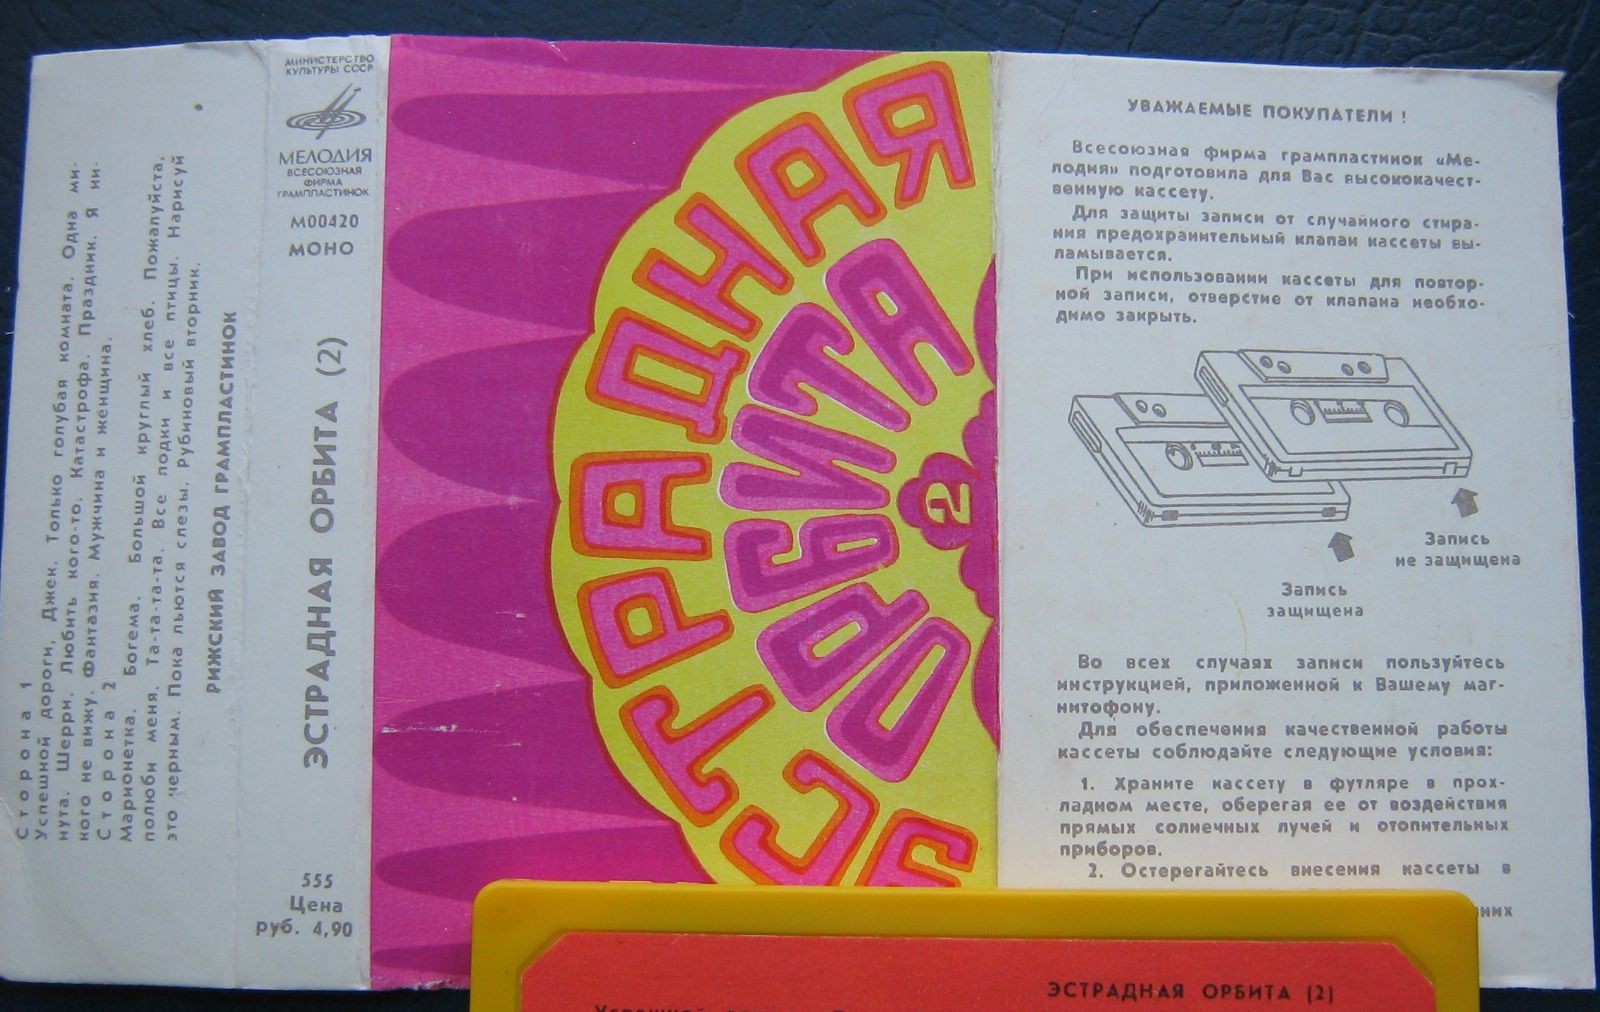 Сторона 1
Успешной дороги, Джек. Только голубая комната. Одна ми-
нута. Шерри. Любить кого-то. Катастрофа. Праздник. Я ни-
кого не вижу. Фантазия. Мужчина и женщина.
Сторона 2
Марионетка. Богема. Большой круглый хлеб. Пожалуйста,
полюби меня. Та-та-та-та. Все лодки и все птицы. Нарисуй
это черным. Пока льются слезы. Рубиновый вторник.
РИЖСКИЙ ЗАВОД ГРАМПЛАСТИНОК
МИНИСТЕРСТВО
КУЛЬТУРЫ СССР
МЕЛОДИЯ
ВСЕСОЮЗНАЯ
ФИРМА
ГРАМПЛАСТИНОК
М00420
МОНО
ЭСТРАДНАЯ ОРБИТА (2)
555
Цена
руб. 4,90
ЭСТРАДНАЯ
ОРБИТА
2
УВАЖАЕМЫЕ ПОКУПАТЕЛИ!
Всесоюзная фирма грампластинок «Ме-
лодия» подготовила для Вас высококачест-
венную кассету.
Для защиты записи от случайного стира-
ния предохранительный клапан кассеты вы-
ламывается.
При использовании кассеты для повтор-
ной записи, отверстие от клапана необхо-
димо закрыть.
Запись
не защищена
Запись
защищена
Во всех случаях записи пользуйтесь
инструкцией, приложенной к Вашему маг-
нитофону.
Для обеспечения качественной работы
кассеты соблюдайте следующие условия:
1. Храните кассету в футляре в прох-
ладном месте, оберегая ее от воздействия
прямых солнечных лучей и отопительных
приборов.
2. Остерегайтесь внесения кассеты в
ЭСТРАДНАЯ ОРБИТА (2)